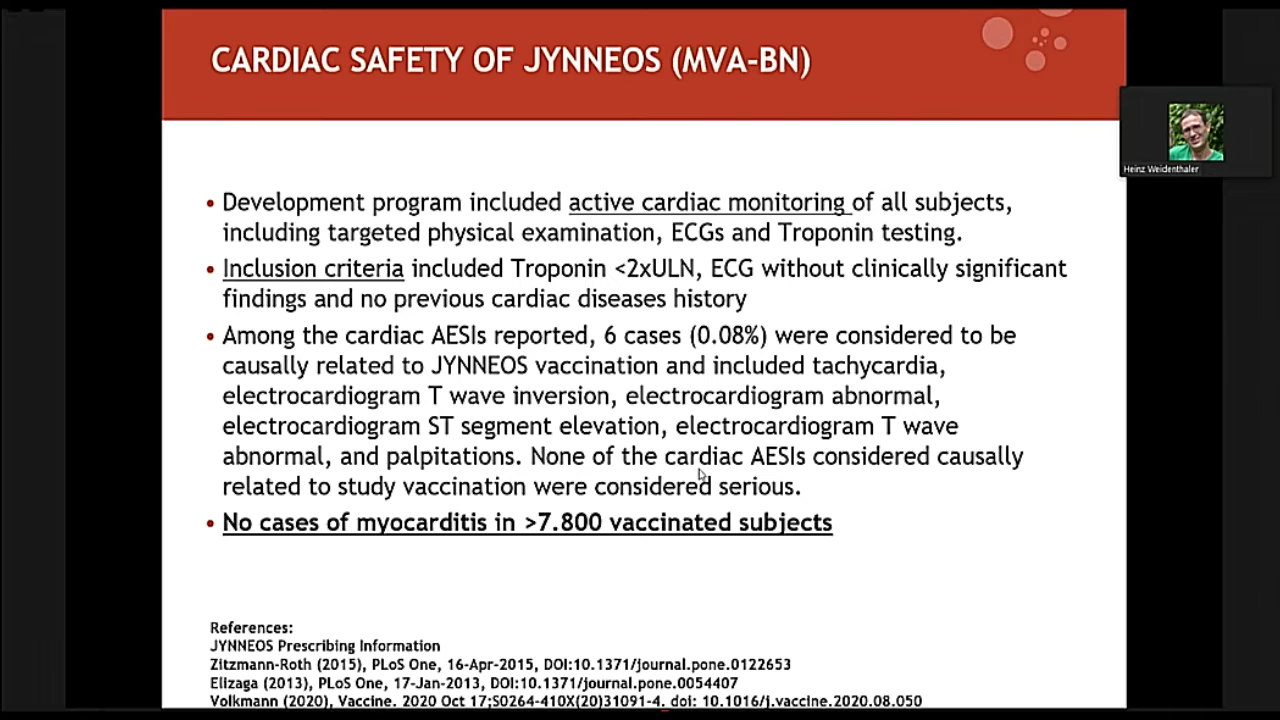 CARDIAC SAFETY OF JYNNEOS (MVA-BN)
Heinz Weidenthaler
• Development program included active cardiac monitoring of all subjects,
including targeted physical examination, ECGs and Troponin testing.
• Inclusion criteria included Troponin <2xULN, ECG without clinically significant
findings and no previous cardiac diseases history
• Among the cardiac AESIs reported, 6 cases (0.08%) were considered to be
causally related to JYNNEOS vaccination and included tachycardia,
electrocardiogram T wave inversion, electrocardiogram abnormal,
electrocardiogram ST segment elevation, electrocardiogram T wave
abnormal, and palpitations. None of the cardiac AESIs considered causally
related to study vaccination were considered serious.
• No cases of myocarditis in >7.800 vaccinated subjects
References:
JYNNEOS Prescribing Information
Zitzmann-Roth (2015), PLoS One, 16-Apr-2015, DOI:10.1371/journal.pone.0122653
Elizaga (2013), PLoS One, 17-Jan-2013, DOI:10.1371/journal.pone.0054407
Volkmann (2020), Vaccine. 2020 Oct 17;S0264-410X(20)31091-4. doi: 10.1016/j.vaccine.2020.08.050